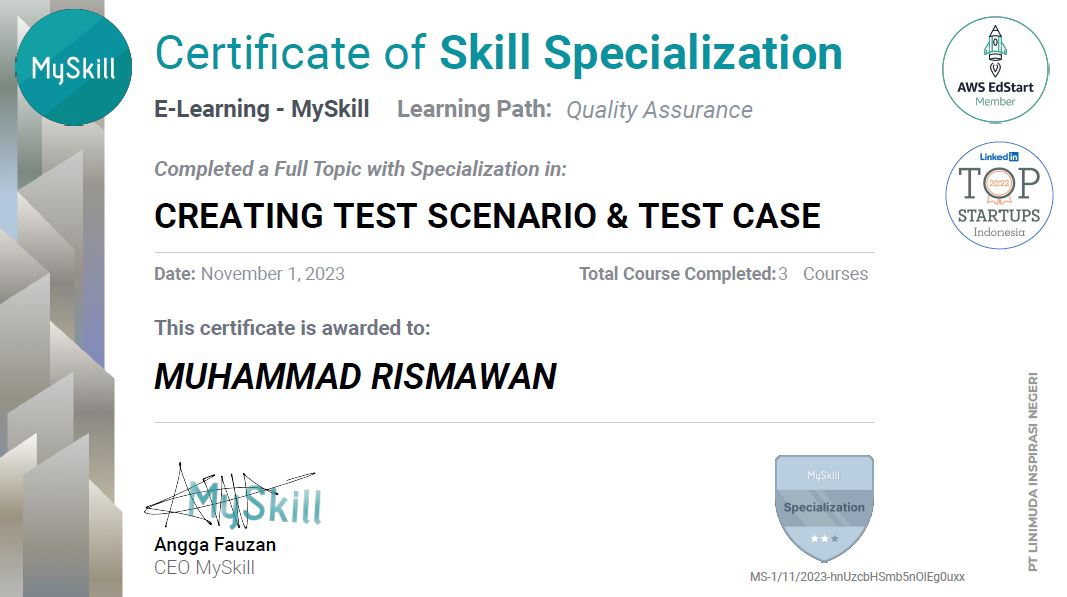 MySkill
Certificate of Skill Specialization
E-Learning - MySkill Learning Path: Quality Assurance
Completed a Full Topic with Specialization in:
CREATING TEST SCENARIO & TEST CASE
Date: November 1, 2023 Total Course Completed: 3 Courses
This certificate is awarded to:
MUHAMMAD RISMAWAN
MySkill
Angga Fauzan
CEO MySkill
AWS EdStart
Member
LinkedIn
TOP
2022
STARTUPS
Indonesia
PT LINIMUDA INSPIRASI NEGERI
MySkill
Specialization
MS-1/11/2023-hnUzcbHSmb5nOlEg0uxx